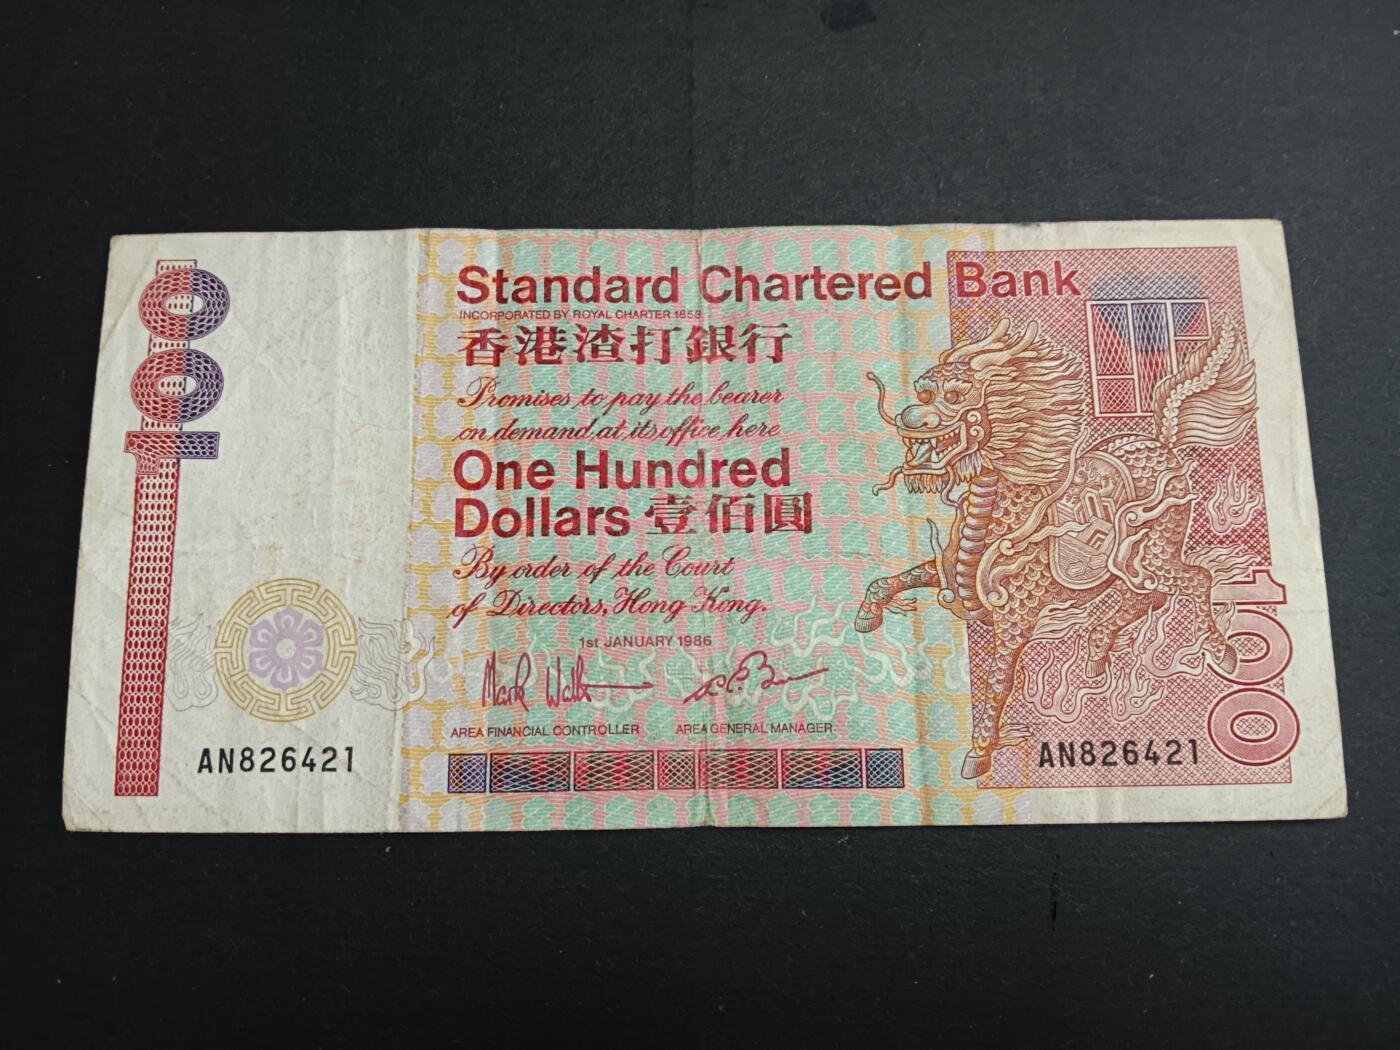 100
Standard Chartered Bank
INCORPORATED BY ROYAL CHARTER 1853
香港渣打銀行
Promises to pay the bearer
on demand at its office here
One Hundred
Dollars 壹佰圓
By order of the Court
of Directors, Hong Kong.
1st JANUARY 1986
AREA FINANCIAL CONTROLLER AREA GENERAL MANAGER
AN826421
AN826421
100